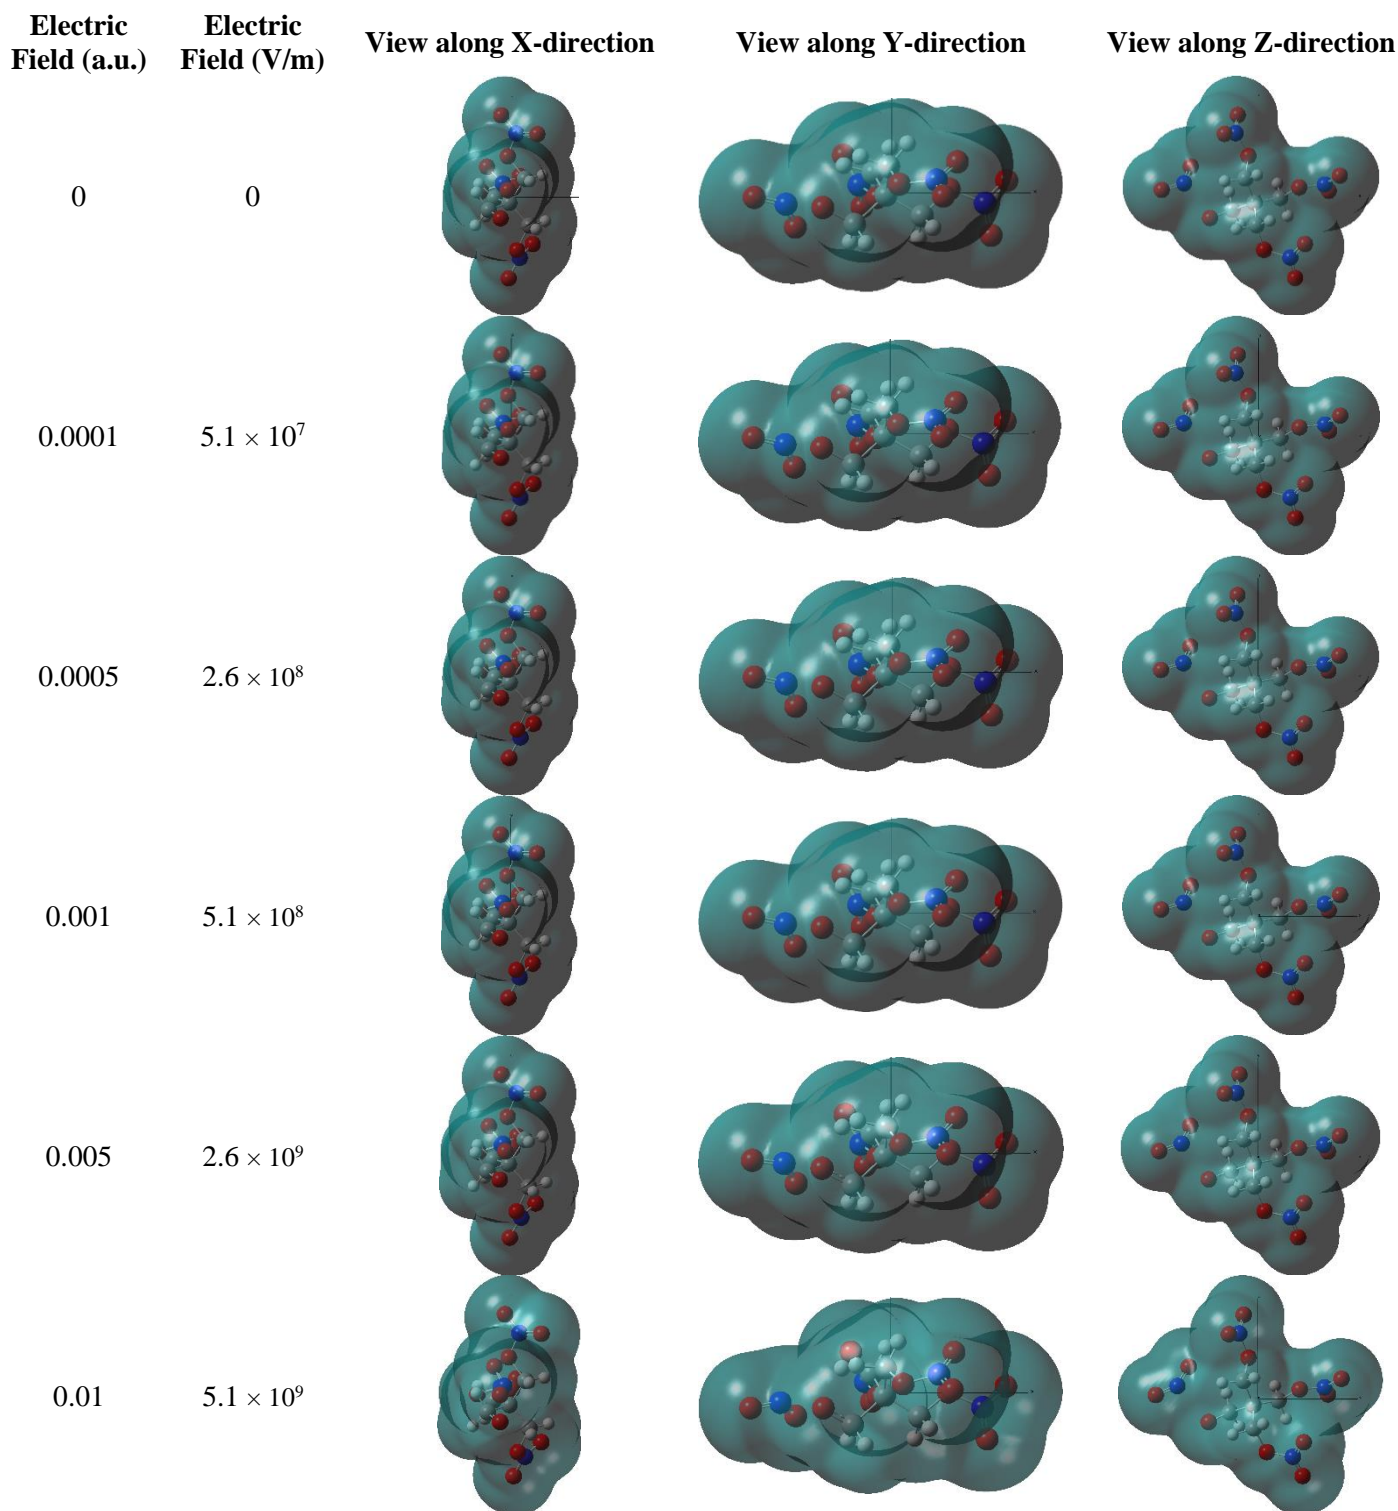 Electric Field (a.u.) Electric Field (V/m) View along X-direction View along Y-direction View along Z-direction
0 0
0.0001 5.1 × 10⁷
0.0005 2.6 × 10⁸
0.001 5.1 × 10⁸
0.005 2.6 × 10⁹
0.01 5.1 × 10⁹